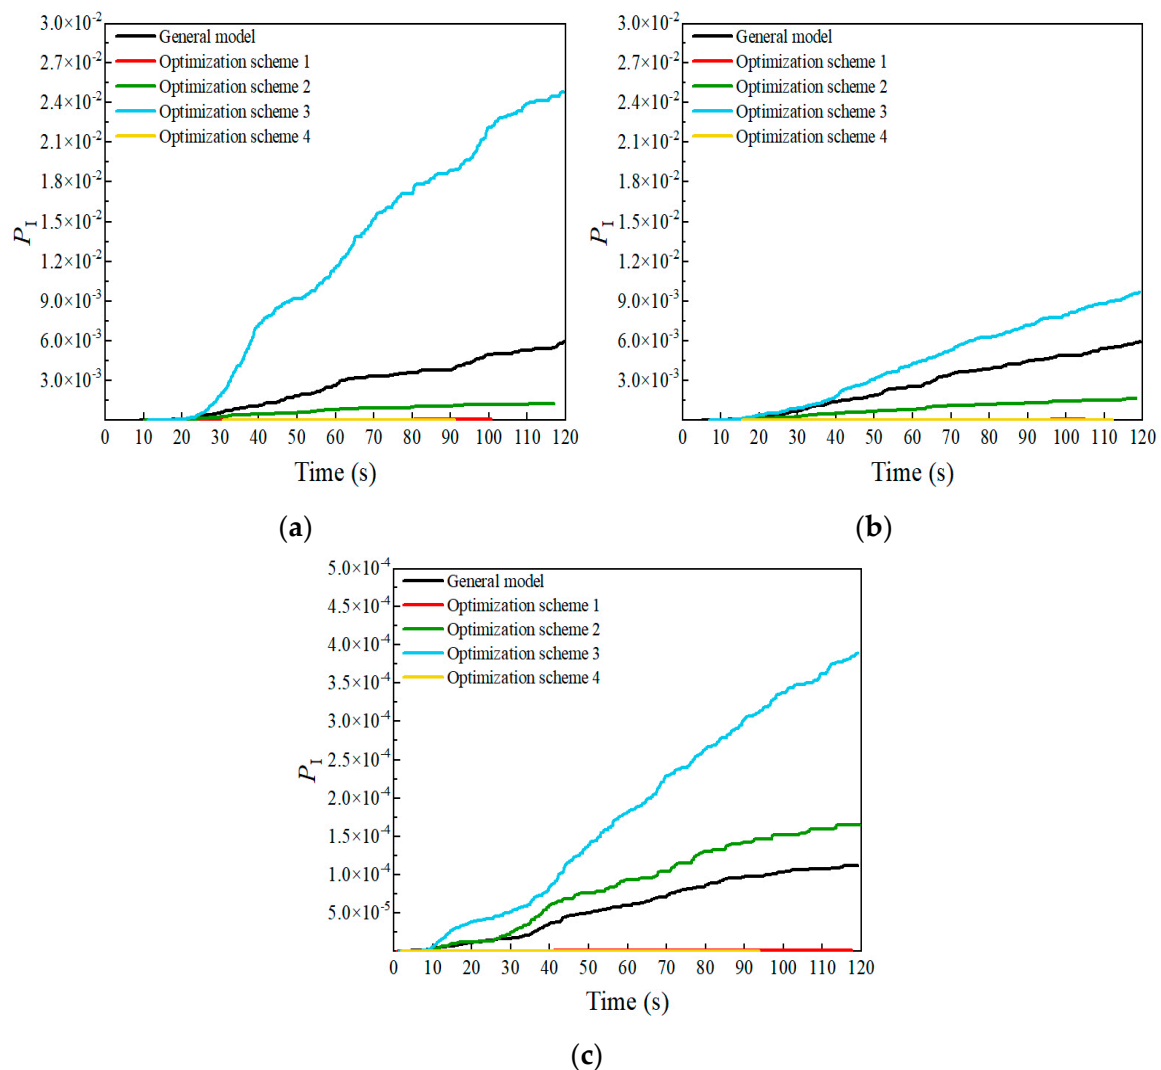 3.0×10⁻²
2.7×10⁻²
2.4×10⁻²
2.1×10⁻²
1.8×10⁻²
1.5×10⁻²
1.2×10⁻²
9.0×10⁻³
6.0×10⁻³
3.0×10⁻³
P_I
General model
Optimization scheme 1
Optimization scheme 2
Optimization scheme 3
Optimization scheme 4
0 10 20 30 40 50 60 70 80 90 100 110 120
Time (s)
(a)
3.0×10⁻²
2.7×10⁻²
2.4×10⁻²
2.1×10⁻²
1.8×10⁻²
1.5×10⁻²
1.2×10⁻²
9.0×10⁻³
6.0×10⁻³
3.0×10⁻³
P_I
General model
Optimization scheme 1
Optimization scheme 2
Optimization scheme 3
Optimization scheme 4
0 10 20 30 40 50 60 70 80 90 100 110 120
Time (s)
(b)
5.0×10⁻⁴
4.5×10⁻⁴
4.0×10⁻⁴
3.5×10⁻⁴
3.0×10⁻⁴
2.5×10⁻⁴
2.0×10⁻⁴
1.5×10⁻⁴
1.0×10⁻⁴
5.0×10⁻⁵
P_I
General model
Optimization scheme 1
Optimization scheme 2
Optimization scheme 3
Optimization scheme 4
0 10 20 30 40 50 60 70 80 90 100 110 120
Time (s)
(c)